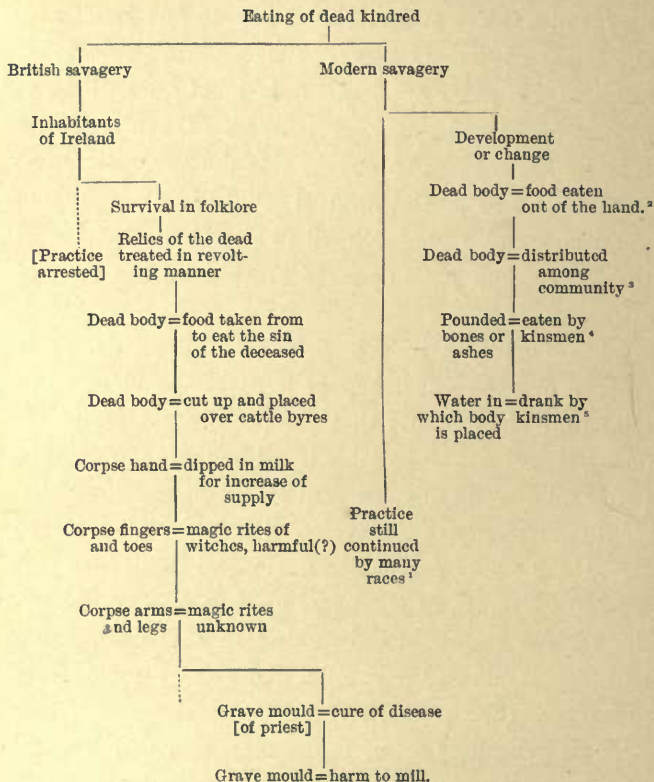 Eating of dead kindred
British savagery
Modern savagery
Inhabitants
of Ireland
Development
or change
Survival in folklore
[Practice
arrested]
Relics of the dead
treated in revolt-
ing manner
Dead body=food eaten
out of the hand.²
Dead body=distributed
among
community ³
Dead body=food taken from
to eat the sin
of the deceased
Pounded=eaten by
bones or kinsmen ⁴
ashes
Dead body=cut up and placed
over cattle byres
Water in=drank by
which body kinsmen ⁵
is placed
Corpse hand=dipped in milk
for increase of
supply
Corpse fingers=magic rites of
and toes witches, harmful(?)
Practice
still
continued
by many
races ¹
Corpse arms=magic rites
and legs unknown
Grave mould=cure of disease
[of priest]
Grave mould=harm to mill.